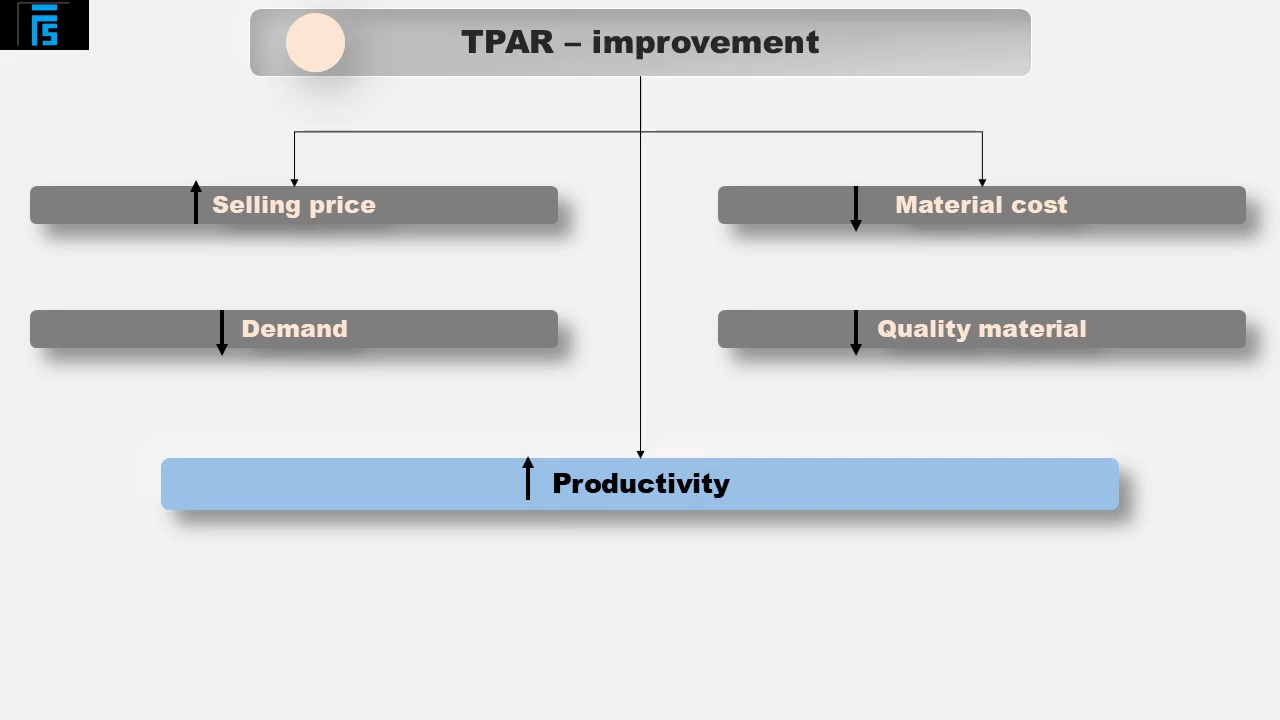 TPAR – improvement
Selling price
Material cost
Demand
Quality material
Productivity